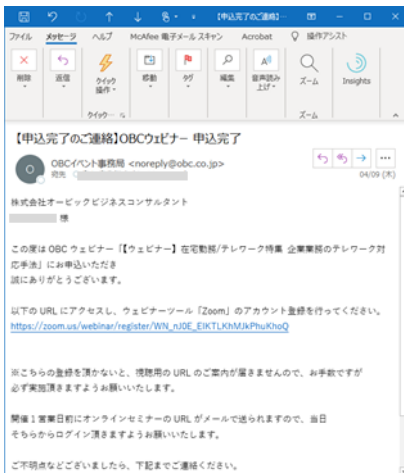 【申込完了のご連絡】...
ファイル メッセージ ヘルプ McAfee 電子メール スキャン Acrobat 操作アシスト
削除
返信
クイック操作
移動
タグ
編集
音声読み上げ
ズーム
Insights
クイック…
ズーム
【申込完了のご連絡】OBCウェビナー 申込完了
O
OBCイベント事務局 <noreply@obc.co.jp>
宛先
04/09 (木)
株式会社オービックビジネスコンサルタント
様
この度は OBC ウェビナー「【ウェビナー】在宅勤務/テレワーク特集 企業業務のテレワーク対
応手法」にお申込いただき
誠にありがとうございます。
以下の URL にアクセスし、ウェビナーツール『Zoom』のアカウント登録を行ってください。
https://zoom.us/webinar/register/WN_nJ0E_EIKTLKhMJkPhuKhoQ
※こちらの登録を頂かないと、視聴用の URL のご案内が届きませんので、お手数ですが
必ず実施頂きますようお願いいたします。
開催 1 営業日前にオンラインセミナーの URL がメールで送られますので、当日
そちらからログイン頂きますようお願いいたします。
ご不明点などございましたら、下記までご連絡ください。